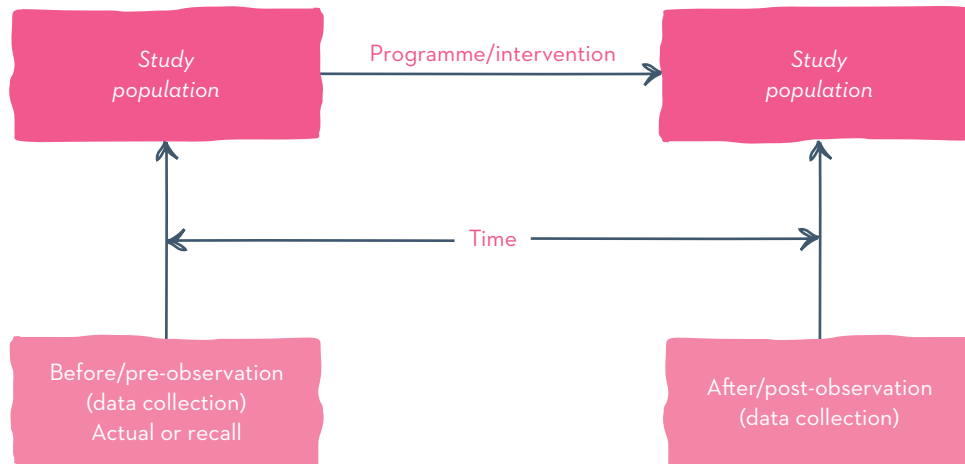 Study
population
Programme/intervention
Study
population
Time
Before/pre-observation
(data collection)
Actual or recall
After/post-observation
(data collection)